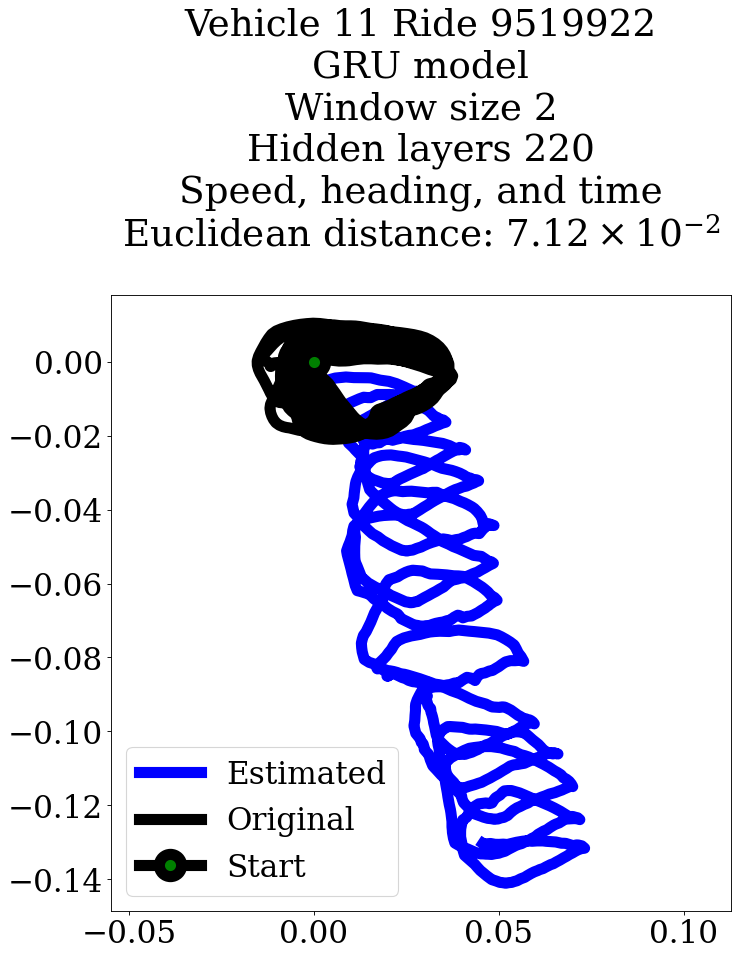 Vehicle 11 Ride 9519922
GRU model
Window size 2
Hidden layers 220
Speed, heading, and time
Euclidean distance: 7.12 × 10⁻²
0.00
−0.02
−0.04
−0.06
−0.08
−0.10
−0.12
−0.14
Estimated
Original
Start
−0.05 0.00 0.05 0.10